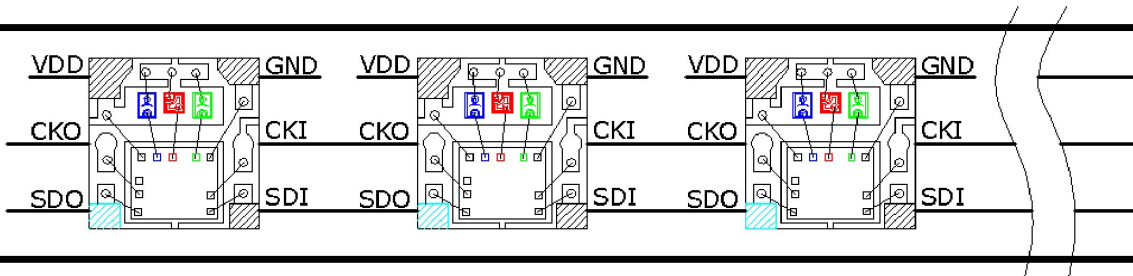 VDD GND VDD GND VDD GND
CKO CKI CKO CKI CKO CKI
SDO SDI SDO SDI SDO SDI